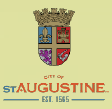 CITY OF
ST AUGUSTINE
EST. 1565